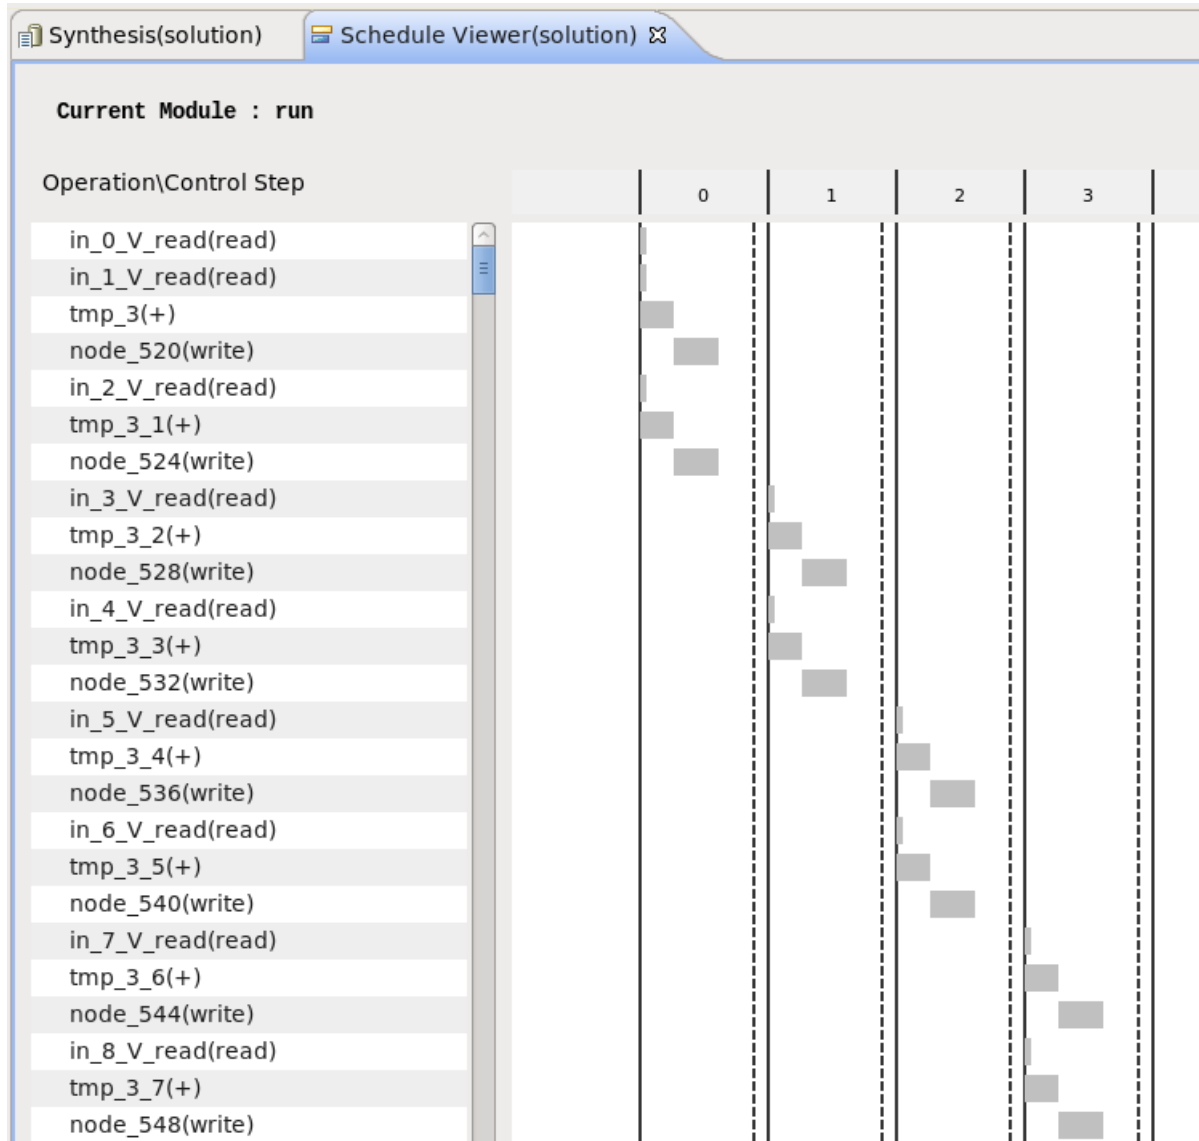 Synthesis(solution) Schedule Viewer(solution)
Current Module : run
Operation\Control Step 0 1 2 3
in_0_V_read(read)
in_1_V_read(read)
tmp_3(+)
node_520(write)
in_2_V_read(read)
tmp_3_1(+)
node_524(write)
in_3_V_read(read)
tmp_3_2(+)
node_528(write)
in_4_V_read(read)
tmp_3_3(+)
node_532(write)
in_5_V_read(read)
tmp_3_4(+)
node_536(write)
in_6_V_read(read)
tmp_3_5(+)
node_540(write)
in_7_V_read(read)
tmp_3_6(+)
node_544(write)
in_8_V_read(read)
tmp_3_7(+)
node_548(write)